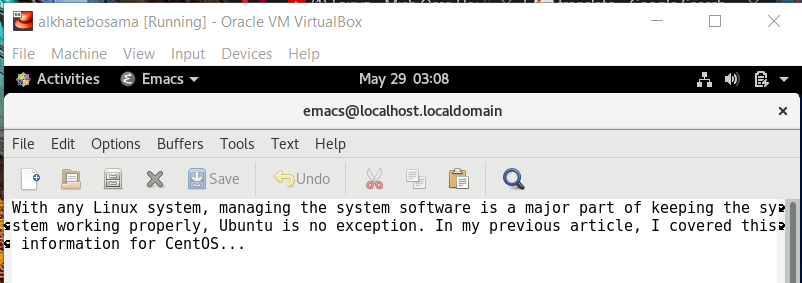 alkhatebosama [Running] - Oracle VM VirtualBox
File Machine View Input Devices Help
Activities Emacs May 29 03:08
emacs@localhost.localdomain
File Edit Options Buffers Tools Text Help
Save Undo
With any Linux system, managing the system software is a major part of keeping the sy
stem working properly, Ubuntu is no exception. In my previous article, I covered this
information for CentOS...